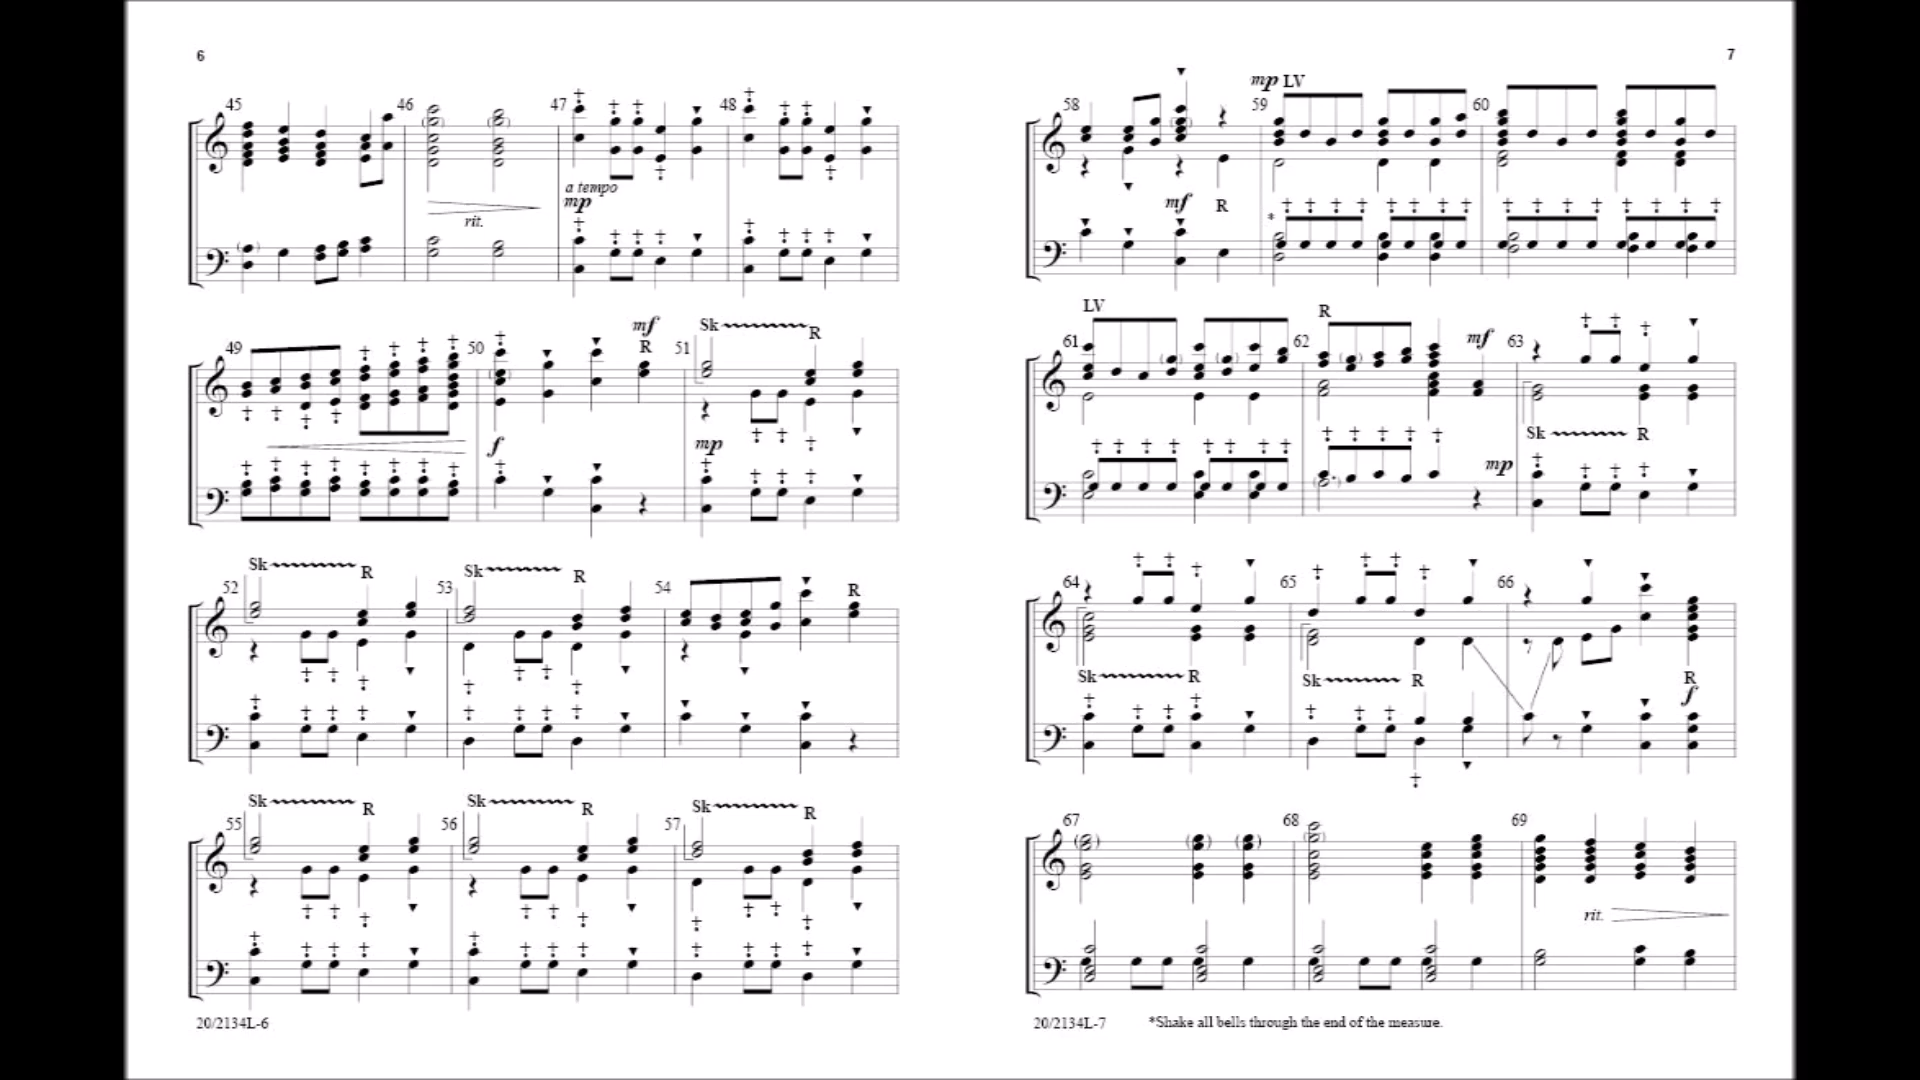 6
45 46 47 48
a tempo
mp
rit.
mf
49 50 Sk R
R 51
f mp
Sk R Sk R
52 53 54 R
Sk R Sk R Sk R
55 56 57
20/2134L-6
7
mp LV
58 59 60
mf R
*
LV R
61 62 mf 63
Sk R
mp
64 65 66
Sk R Sk R R
f
67 68 69
rit.
20/2134L-7 *Shake all bells through the end of the measure.